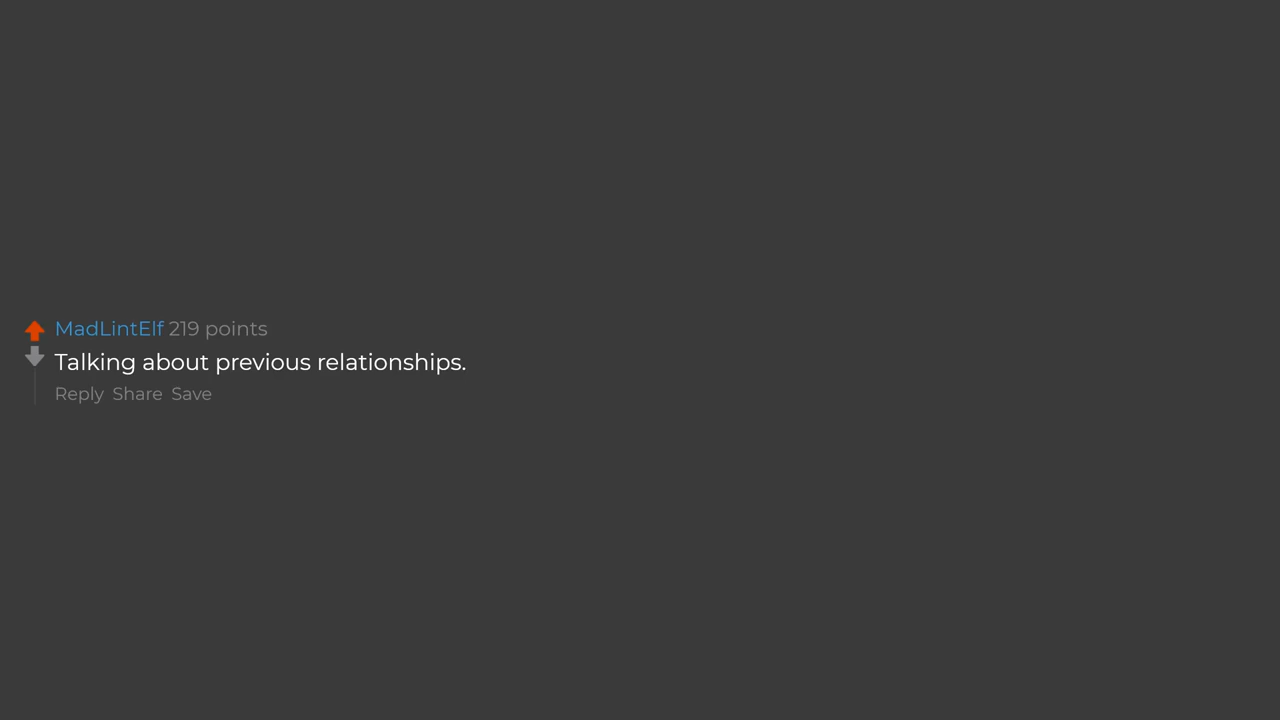 MadLintElf 219 points
Talking about previous relationships.
Reply Share Save